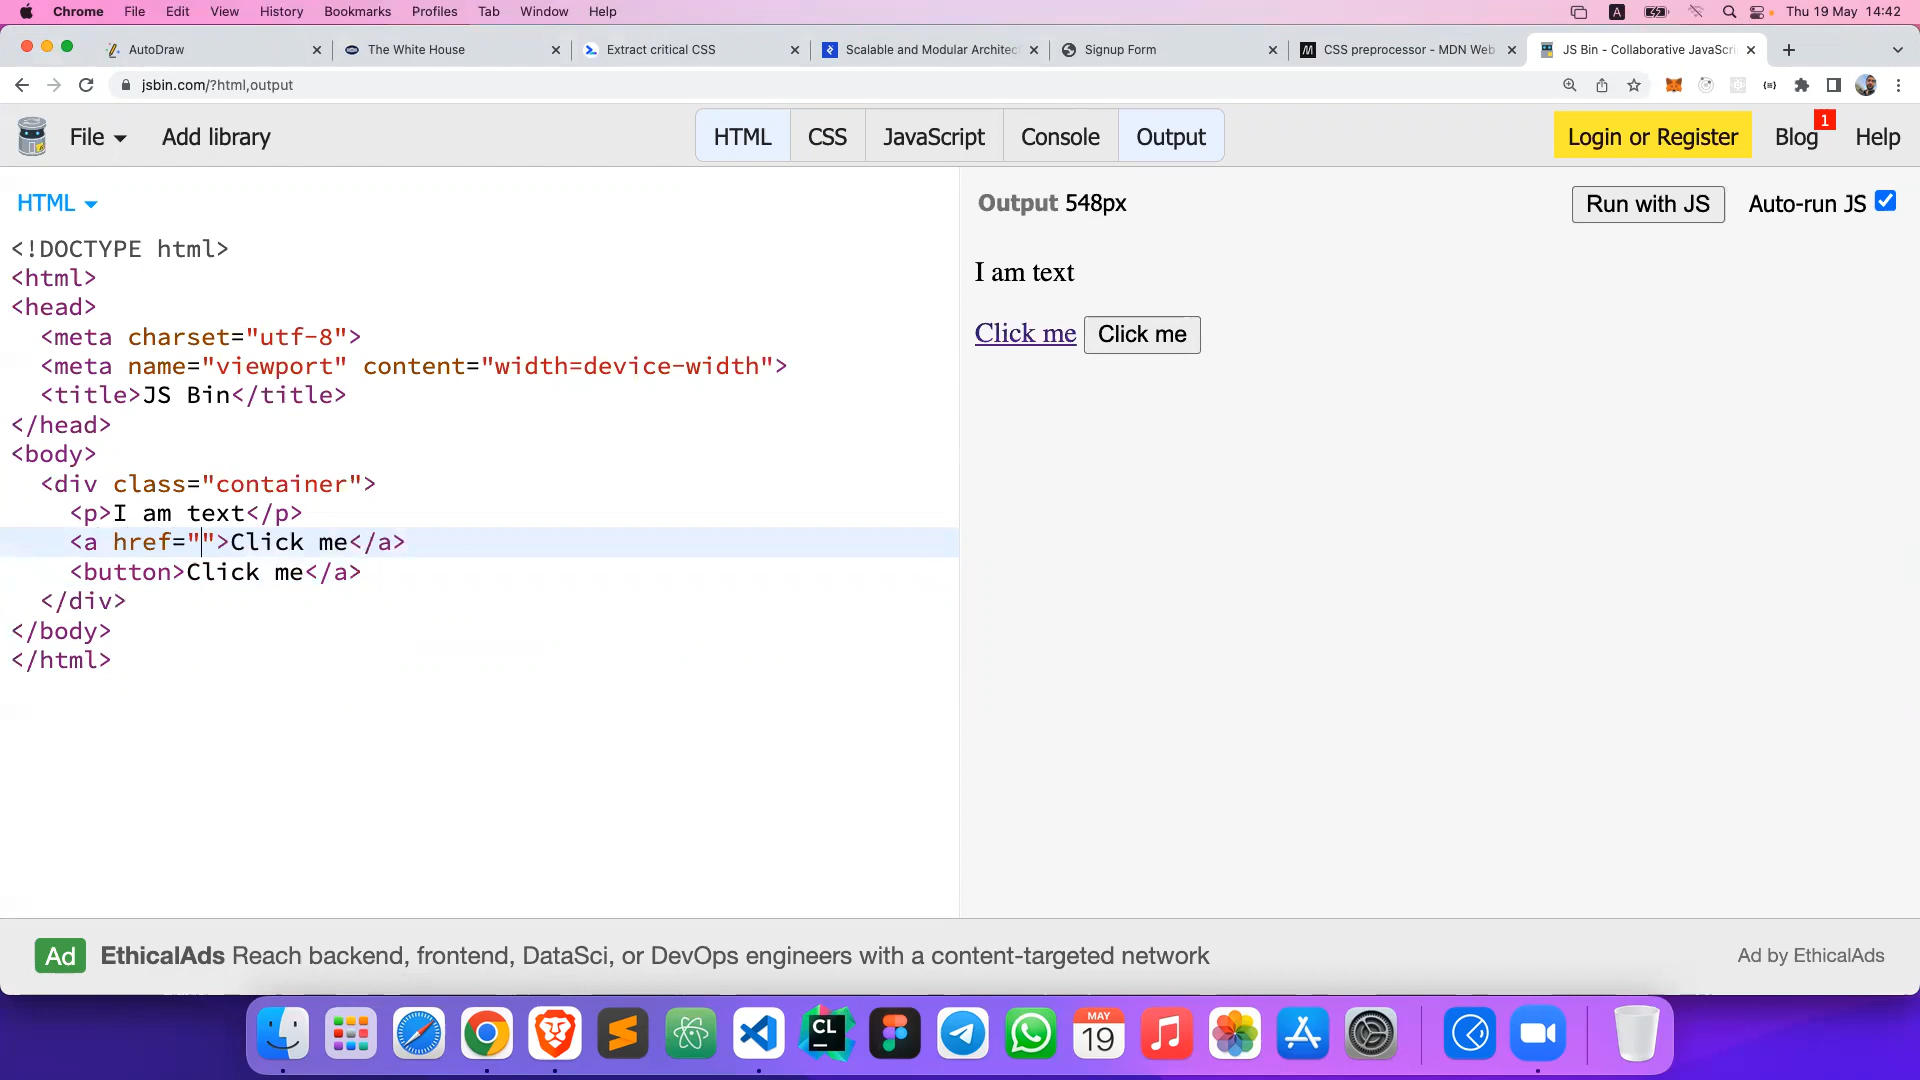 Chrome File Edit View History Bookmarks Profiles Tab Window Help A Thu 19 May 14:42
AutoDraw The White House Extract critical CSS Scalable and Modular Architec Signup Form CSS preprocessor - MDN Web JS Bin - Collaborative JavaScri
jsbin.com/?html,output
File Add library HTML CSS JavaScript Console Output Login or Register Blog 1 Help
HTML
Output 548px Run with JS Auto-run JS
<!DOCTYPE html>
<html>
<head>
<meta charset="utf-8">
<meta name="viewport" content="width=device-width">
<title>JS Bin</title>
</head>
<body>
<div class="container">
<p>I am text</p>
<a href="">Click me</a>
<button>Click me</a>
</div>
</body>
</html>
I am text
Click me Click me
Ad EthicalAds Reach backend, frontend, DataSci, or DevOps engineers with a content-targeted network Ad by EthicalAds
CL MAY
19